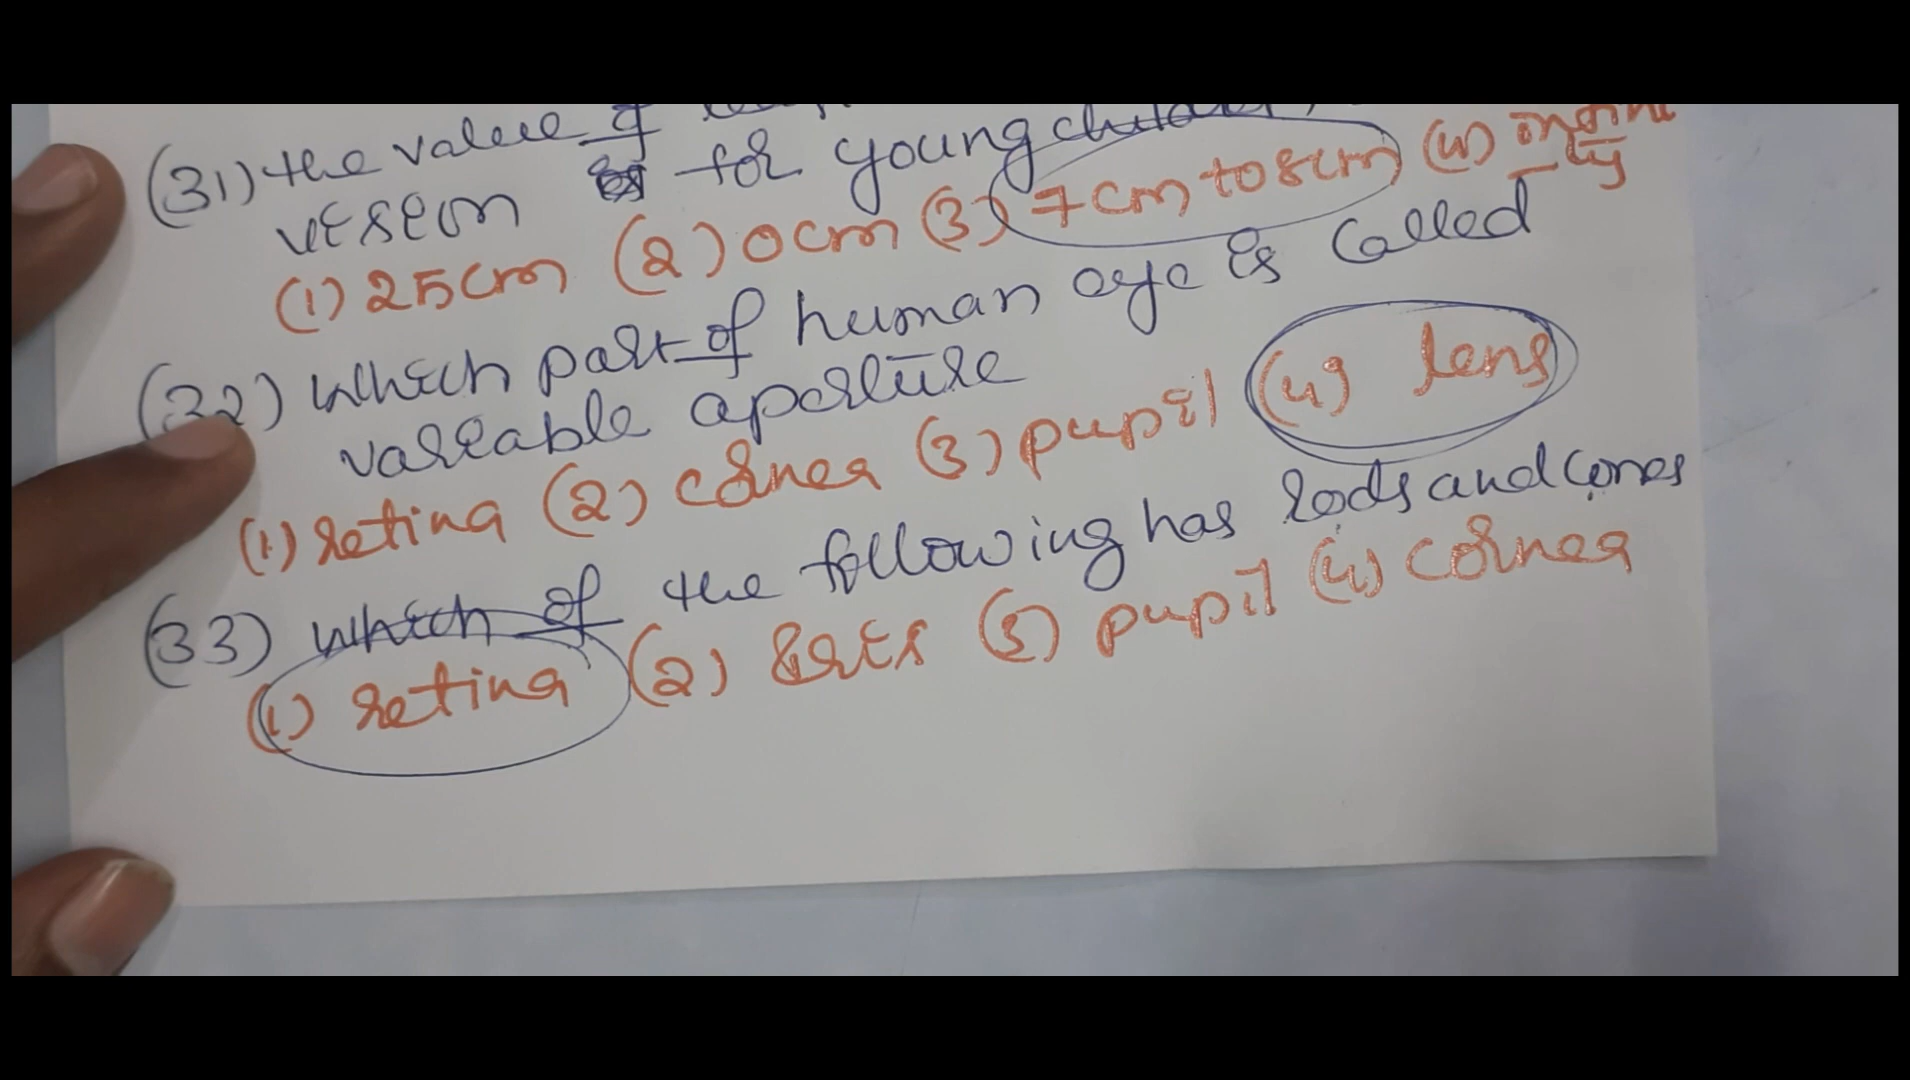 (31) the value of
vision for young
(1) 25cm (2) 0cm (3) 7cm to 8cm (4)
(32) which part of human eye is called
variable aperture
(1) retina (2) cornea (3) pupil (4) lens
(33) which of the following has rods and cones
(1) retina (2) iris (3) pupil (4) cornea